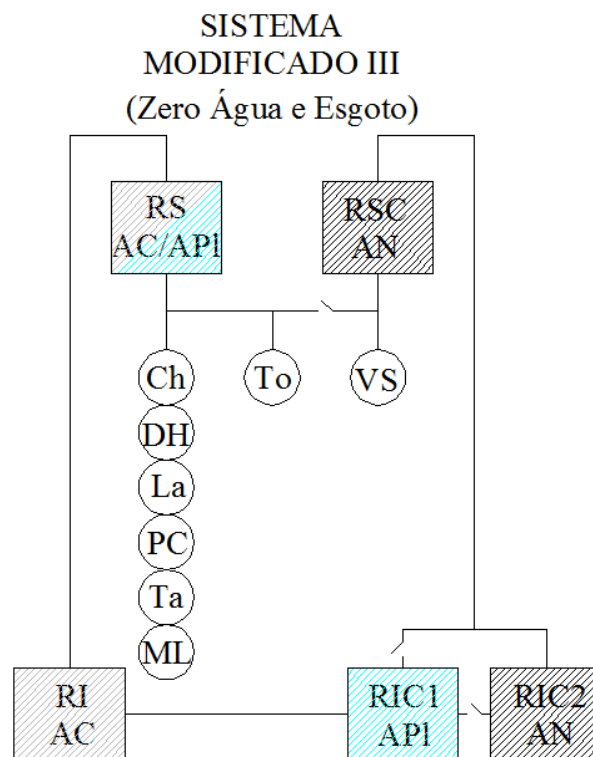 SISTEMA
MODIFICADO III
(Zero Água e Esgoto)
RS
AC/APl
RSC
AN
Ch
To
VS
DH
La
PC
Ta
ML
RI
AC
RIC1
APl
RIC2
AN